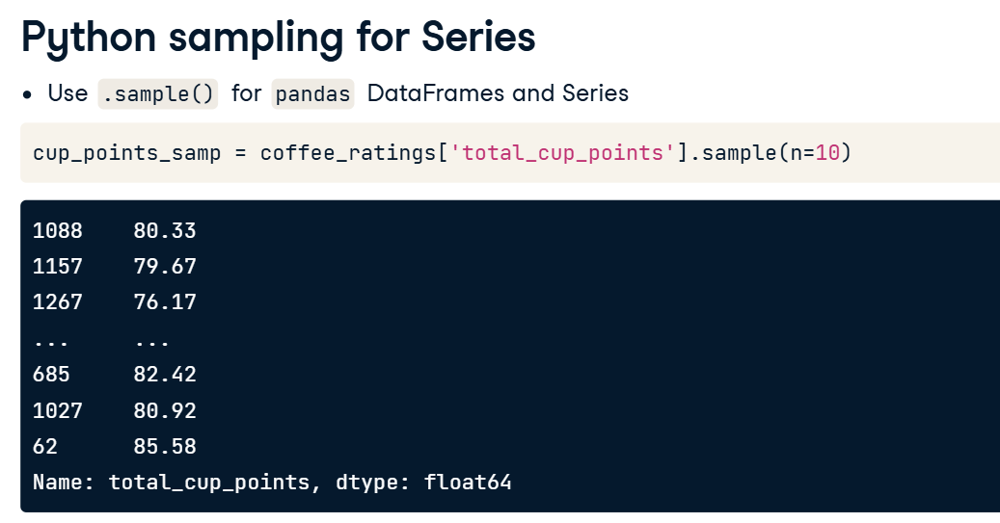 Python sampling for Series
• Use .sample() for pandas DataFrames and Series
cup_points_samp = coffee_ratings['total_cup_points'].sample(n=10)
1088    80.33
1157    79.67
1267    76.17
...     ...
685     82.42
1027    80.92
62      85.58
Name: total_cup_points, dtype: float64